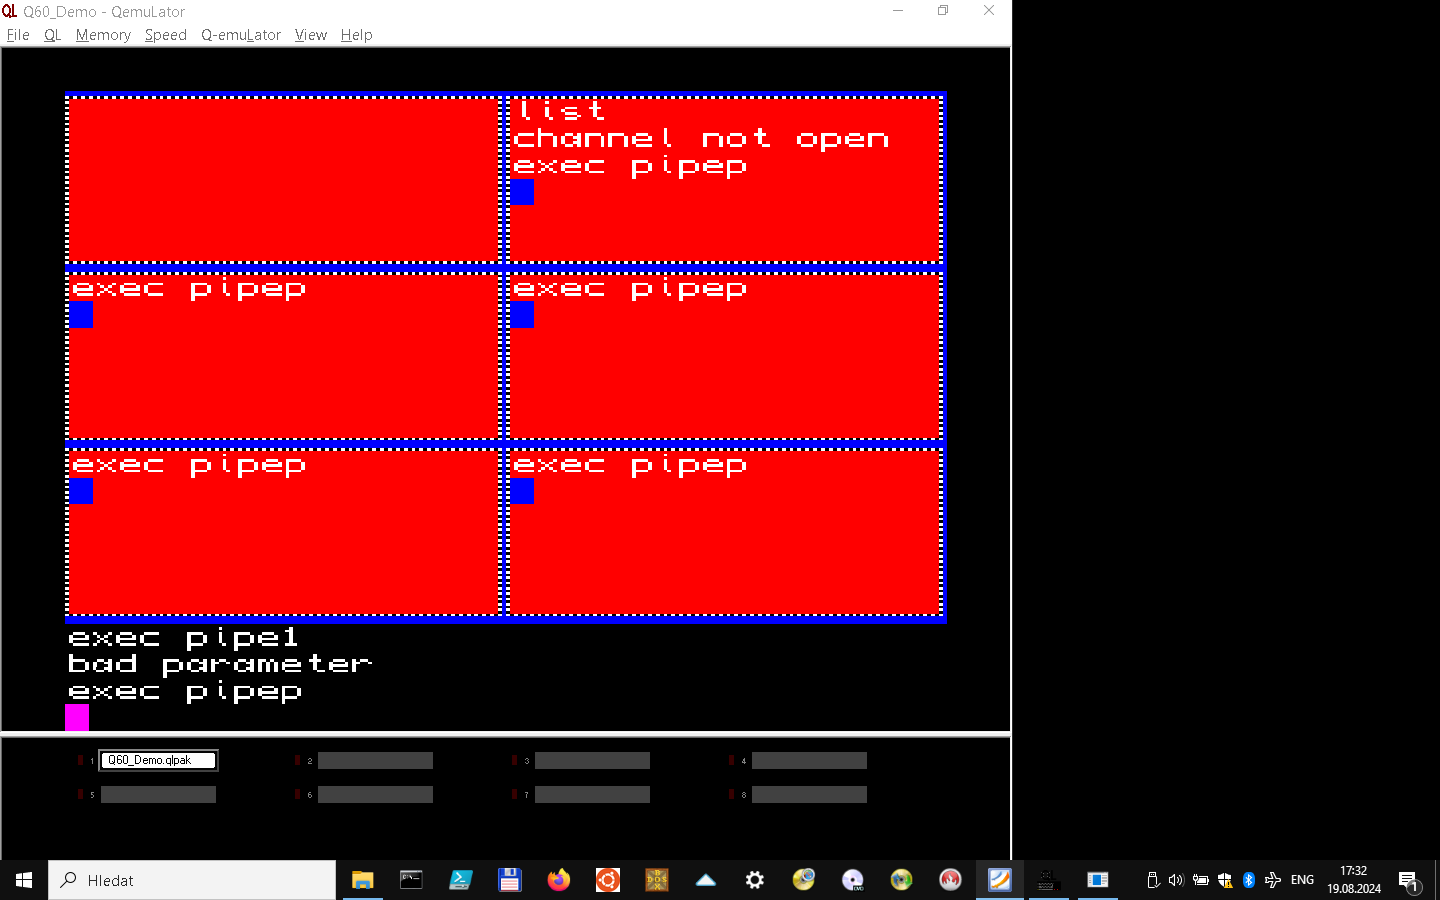 QL Q60_Demo - QemuLator
File QL Memory Speed Q-emuLator View Help
list
channel not open
exec pipep
exec pipep
exec pipep
exec pipep
exec pipep
exec pipe1
bad parameter
exec pipep
1 Q60_Demo.qlpak 2 3 4
5 6 7 8
Hledat
ENG
17:32
19.08.2024
1